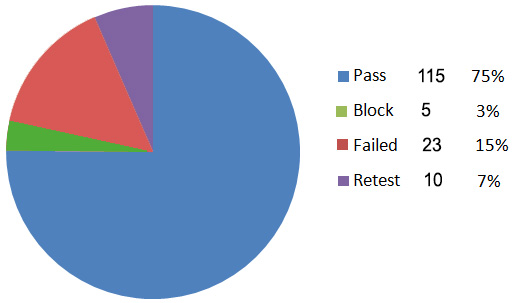 Pass 115 75%
Block 5 3%
Failed 23 15%
Retest 10 7%